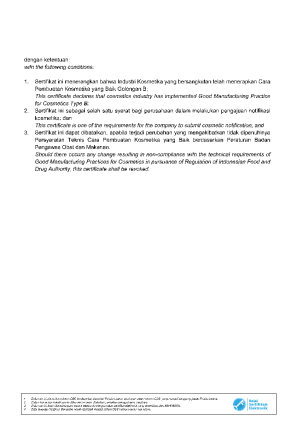 dengan ketentuan
with the following conditions:
1. Sertifikat ini menerangkan bahwa Industri Kosmetika yang bersangkutan telah menerapkan Cara
Pembuatan Kosmetika yang Baik Golongan B;
This certificate declares that cosmetics industry has implemented Good Manufacturing Practice
for Cosmetics Type B;
2. Sertifikat ini sebagai salah satu syarat bagi perusahaan dalam melakukan pengajuan notifikasi
kosmetika; dan
This certificate is one of the requirements for the company to submit cosmetic notification; and
3. Sertifikat ini dapat dibatalkan, apabila terjadi perubahan yang mengakibatkan tidak dipenuhinya
Persyaratan Teknis Cara Pembuatan Kosmetika yang Baik berdasarkan Peraturan Badan
Pengawas Obat dan Makanan.
Should there occurs any change resulting in non-compliance with the technical requirements of
Good Manufacturing Practices for Cosmetics in pursuance of Regulation of Indonesian Food and
Drug Authority, this certificate shall be revoked.
Balai
Sertifikasi
Elektronik